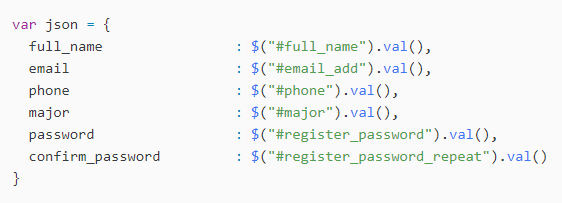 var json = {
  full_name                : $("#full_name").val(),
  email                    : $("#email_add").val(),
  phone                    : $("#phone").val(),
  major                    : $("#major").val(),
  password                 : $("#register_password").val(),
  confirm_password         : $("#register_password_repeat").val()
}